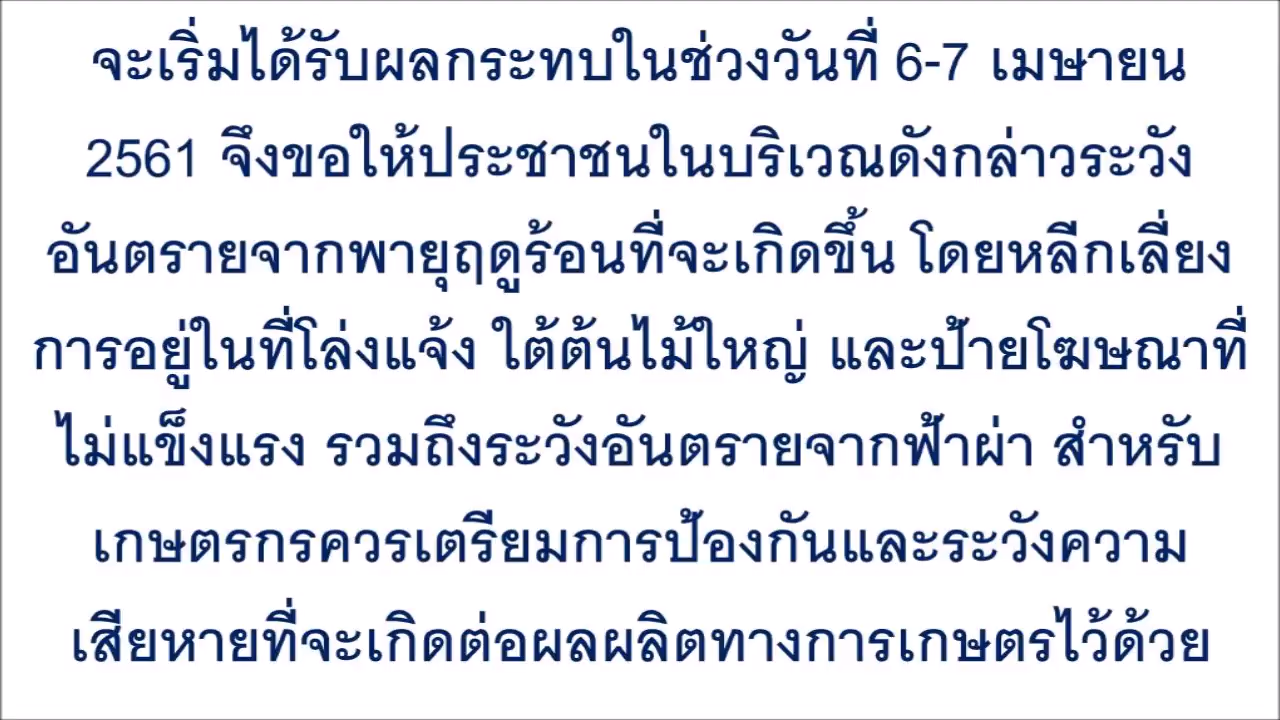 จะเริ่มได้รับผลกระทบในช่วงวันที่ 6-7 เมษายน
2561 จึงขอให้ประชาชนในบริเวณดังกล่าวระวัง
อันตรายจากพายุฤดูร้อนที่จะเกิดขึ้น โดยหลีกเลี่ยง
การอยู่ในที่โล่งแจ้ง ใต้ต้นไม้ใหญ่ และป้ายโฆษณาที่
ไม่แข็งแรง รวมถึงระวังอันตรายจากฟ้าผ่า สำหรับ
เกษตรกรควรเตรียมการป้องกันและระวังความ
เสียหายที่จะเกิดต่อผลผลิตทางการเกษตรไว้ด้วย